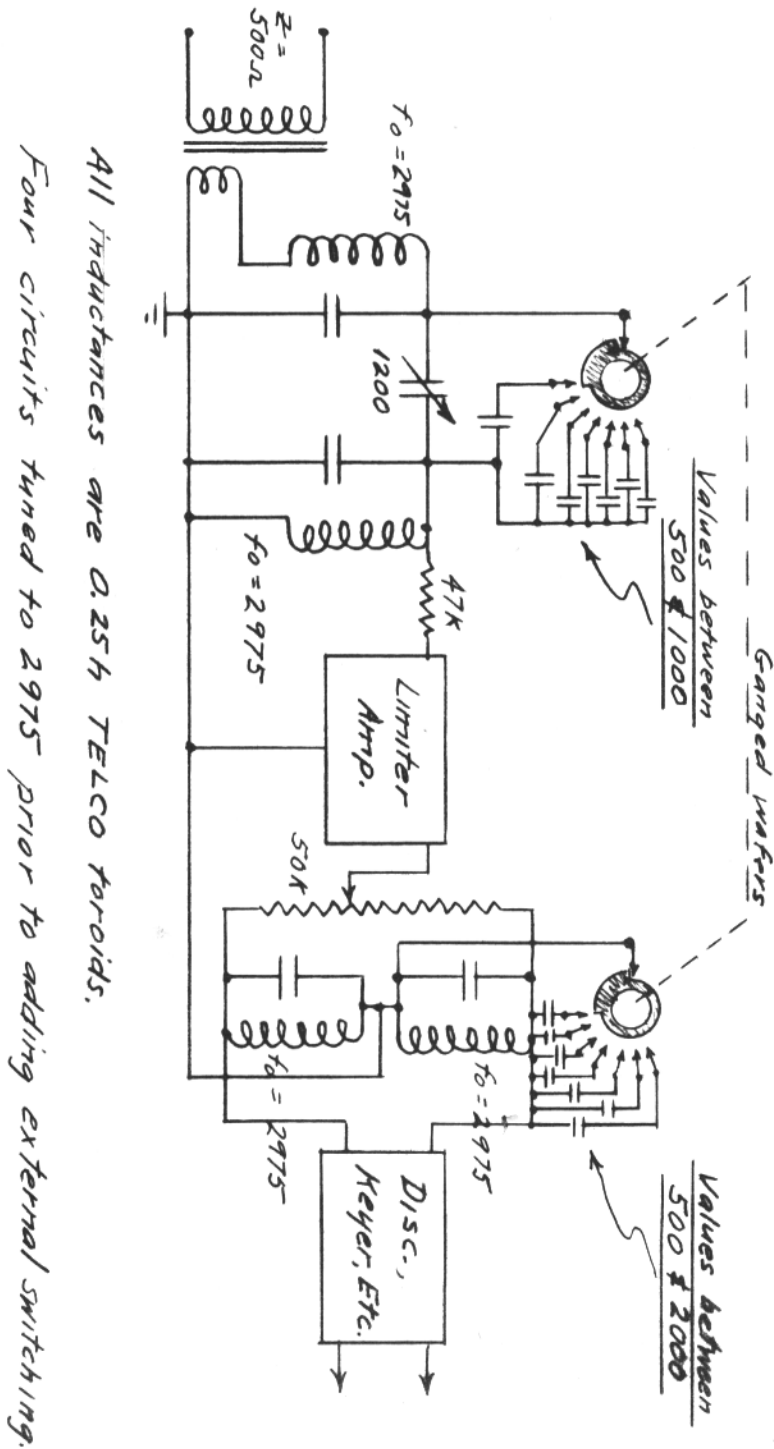 Ganged wafers
Values between
500 & 1000
Values between
500 & 2000
Z =
500Ω
fo = 2975
1200
47K
fo = 2975
Limiter
Amp.
50K
fo = 2975
fo = 2975
Disc.,
Keyer, Etc.
All inductances are 0.25h TELCO toroids.
Four circuits tuned to 2975 prior to adding external switching.